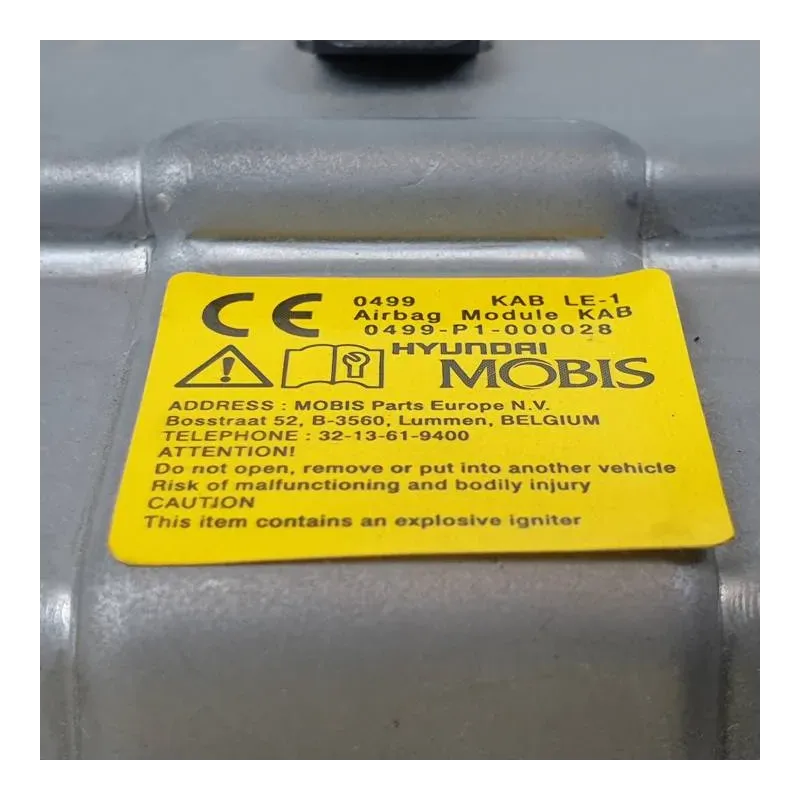 CE 0499 KAB LE-1
Airbag Module KAB
0499-P1-000028
HYUNDAI
MOBIS
ADDRESS : MOBIS Parts Europe N.V.
Bosstraat 52, B-3560, Lummen, BELGIUM
TELEPHONE : 32-13-61-9400
ATTENTION!
Do not open, remove or put into another vehicle
Risk of malfunctioning and bodily injury
CAUTION
This item contains an explosive igniter